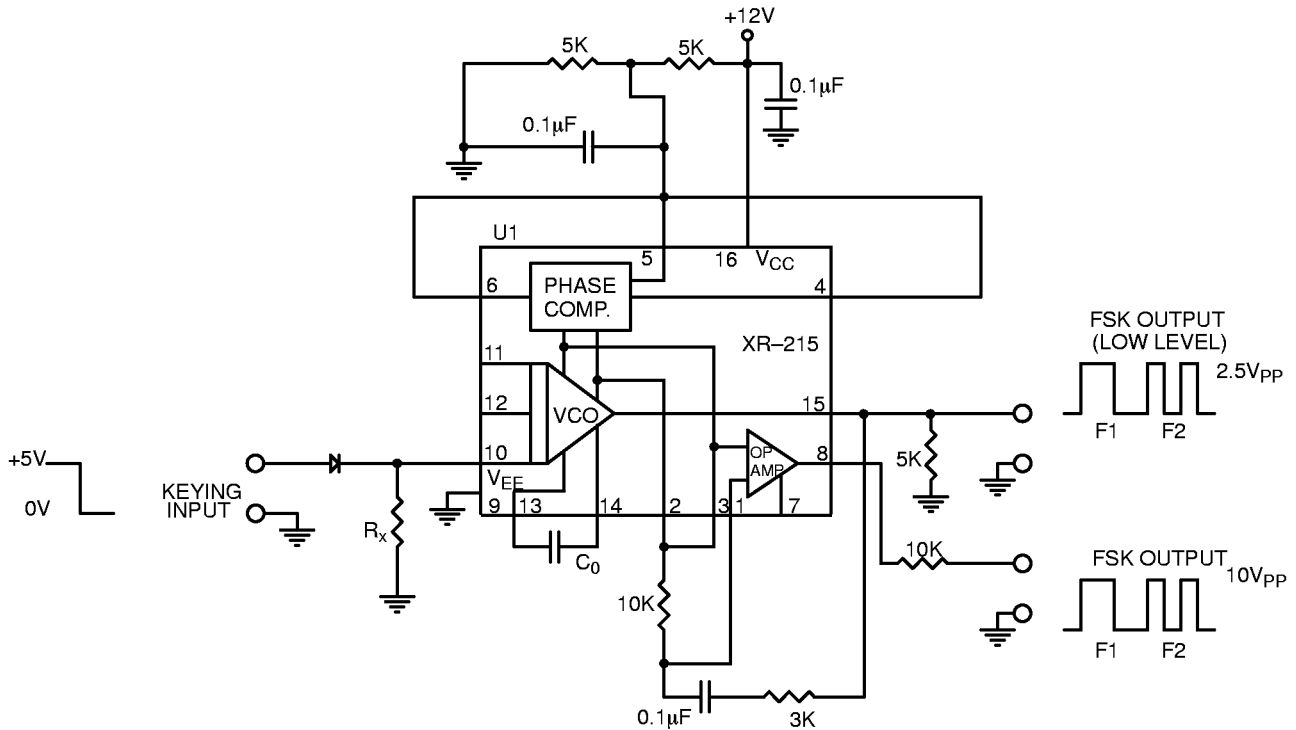 +12V
5K
5K
0.1µF
0.1µF
U1
5
16
VCC
6
PHASE
COMP.
4
XR–215
FSK OUTPUT
(LOW LEVEL)
2.5VPP
F1
F2
11
12
VCO
15
10
OP
AMP
8
5K
+5V
0V
KEYING
INPUT
VEE
9
13
14
2
3
1
7
Rx
C0
10K
10K
FSK OUTPUT
10VPP
F1
F2
0.1µF
3K